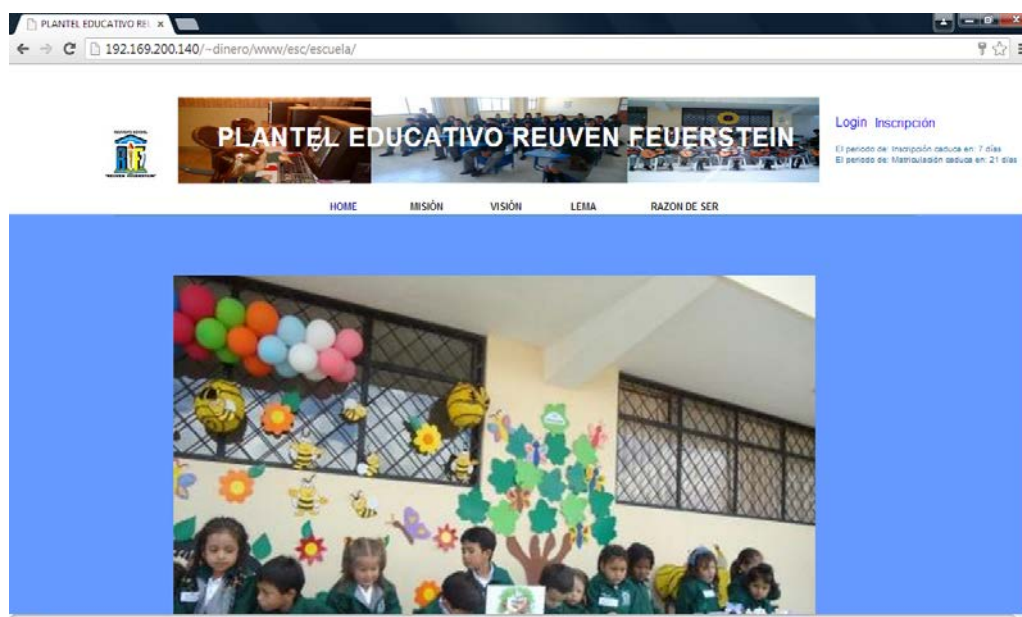 PLANTEL EDUCATIVO REU
192.169.200.140/~dinero/www/esc/escuela/
PLANTEL EDUCATIVO REUVEN FEUERSTEIN
Login Inscripción
El periodo de: Inscripción caduca en: 7 días
El periodo de: Matriculación caduca en: 21 días
HOME MISIÓN VISIÓN LEMA RAZON DE SER